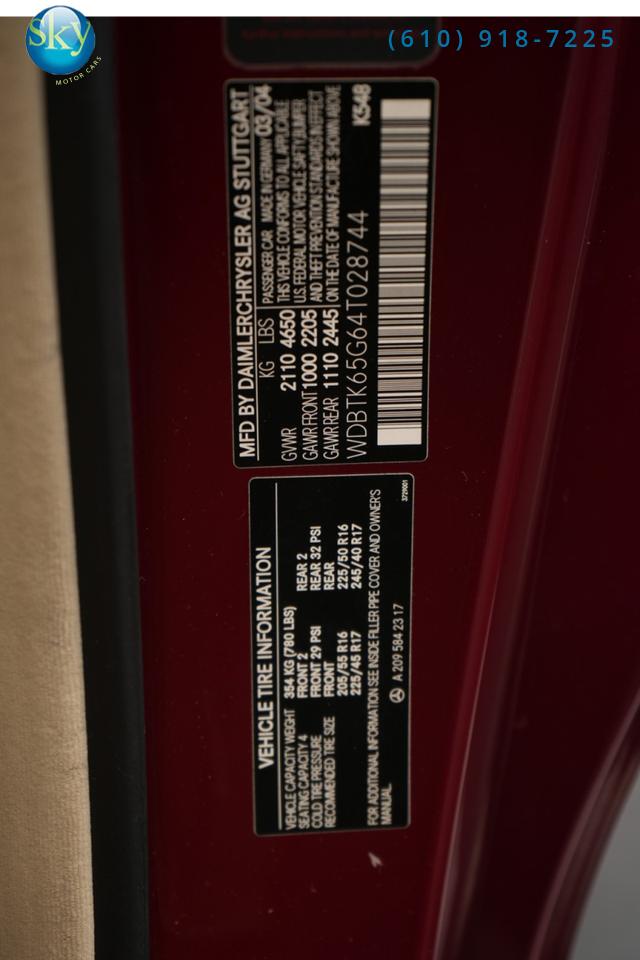 sky
MOTOR CARS
(610) 918-7225
MFD BY DAIMLERCHRYSLER AG STUTTGART
KG LBS
GVWR 2110 4650
GAWR FRONT 1000 2205
GAWR REAR 1110 2445
PASSENGER CAR MADE IN GERMANY 03/04
THIS VEHICLE CONFORMS TO ALL APPLICABLE
U.S. FEDERAL MOTOR VEHICLE SAFTY, BUMPER
AND THEFT PREVENTION STANDARDS IN EFFECT
ON THE DATE OF MANUFACTURE SHOWN ABOVE
WDBTK65G64T028744
K548
VEHICLE TIRE INFORMATION
VEHICLE CAPACITY WEIGHT 354 KG (780 LBS)
SEATING CAPACITY 4 FRONT 2 REAR 2
COLD TIRE PRESSURE FRONT 29 PSI REAR 32 PSI
RECOMMENDED TIRE SIZE FRONT REAR
205/55 R16 225/50 R16
225/45 R17 245/40 R17
FOR ADDITIONAL INFORMATION SEE INSIDE FILLER PIPE COVER AND OWNER'S
MANUAL
A 209 584 23 17
3729001